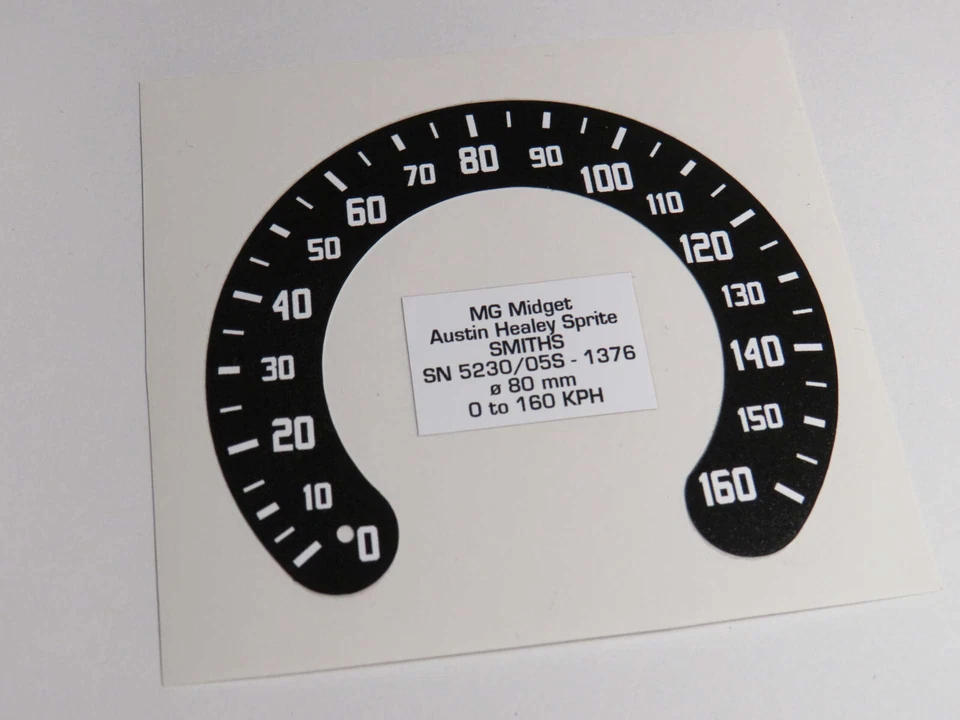 0
10
20
30
40
50
60
70
80
90
100
110
120
130
140
150
160
MG Midget
Austin Healey Sprite
SMITHS
SN 5230/05S - 1376
ø 80 mm
0 to 160 KPH